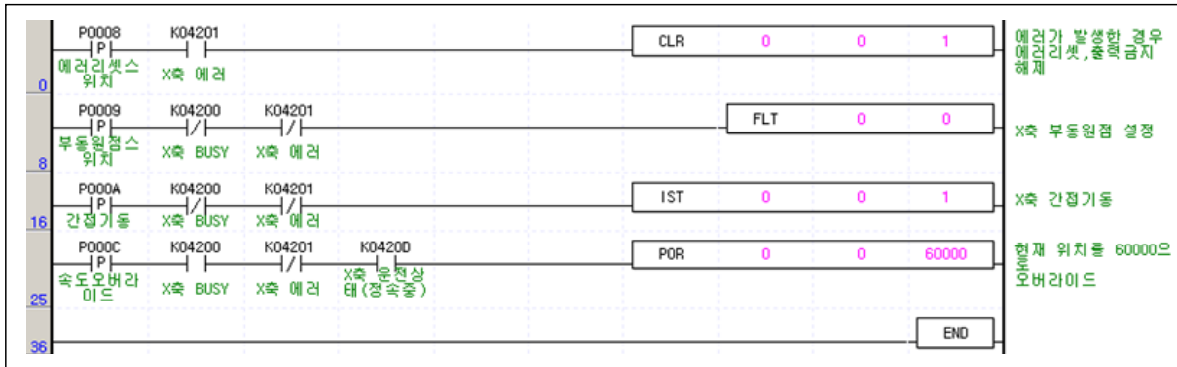 P0008 K04201
P CLR 0 0 1
에러리셋스
위치
X축 에러
에러가 발생한 경우
에러리셋,출력금지
해제
0
P0009 K04200 K04201
P FLT 0 0
부동원점스
위치
X축 BUSY X축 에러
X축 부동원점 설정
8
P000A K04200 K04201
P IST 0 0 1
간접기동 X축 BUSY X축 에러
X축 간접기동
16
P000C K04200 K04201 K0420D
P POR 0 0 60000
속도오버라
이드
X축 BUSY X축 에러
X축 운전상
태(정속중)
현재 위치를 60000으
로
오버라이드
25
END
36